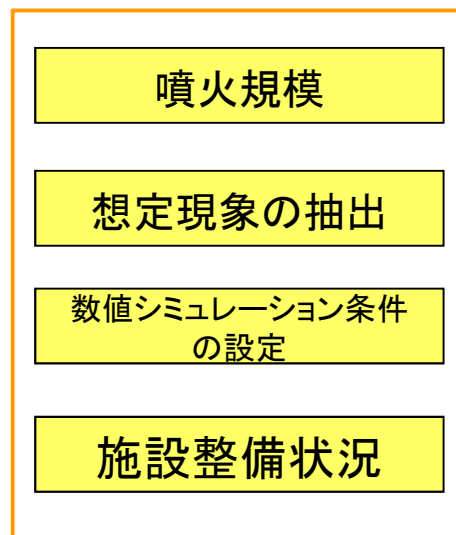 噴火規模
想定現象の抽出
数値シミュレーション条件
の設定
施設整備状況